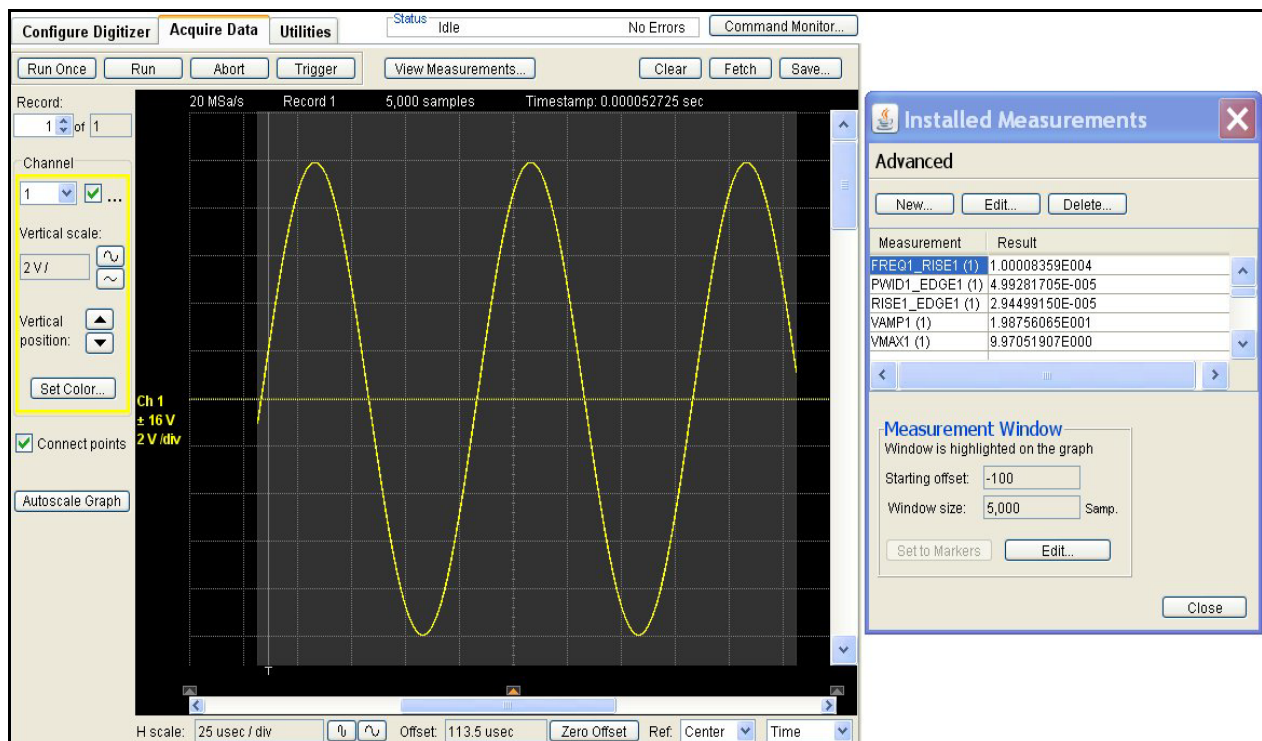 Configure Digitizer Acquire Data Utilities
Status
Idle No Errors Command Monitor...
Run Once Run Abort Trigger View Measurements... Clear Fetch Save...
Record:
1 of 1
20 MSa/s Record 1 5,000 samples Timestamp: 0.000052725 sec
Channel
1 ...
Vertical scale:
2 V/
Vertical
position:
Set Color...
Connect points
Autoscale Graph
Ch 1
± 16 V
2 V /div
T
H scale: 25 usec / div Offset: 113.5 usec Zero Offset Ref: Center Time
Installed Measurements
Advanced
New... Edit... Delete...
Measurement Result
FREQ1_RISE1 (1) 1.00008359E004
PWID1_EDGE1 (1) 4.99281705E-005
RISE1_EDGE1 (1) 2.94499150E-005
VAMP1 (1) 1.98756065E001
VMAX1 (1) 9.97051907E000
Measurement Window
Window is highlighted on the graph
Starting offset: -100
Window size: 5,000 Samp.
Set to Markers Edit...
Close